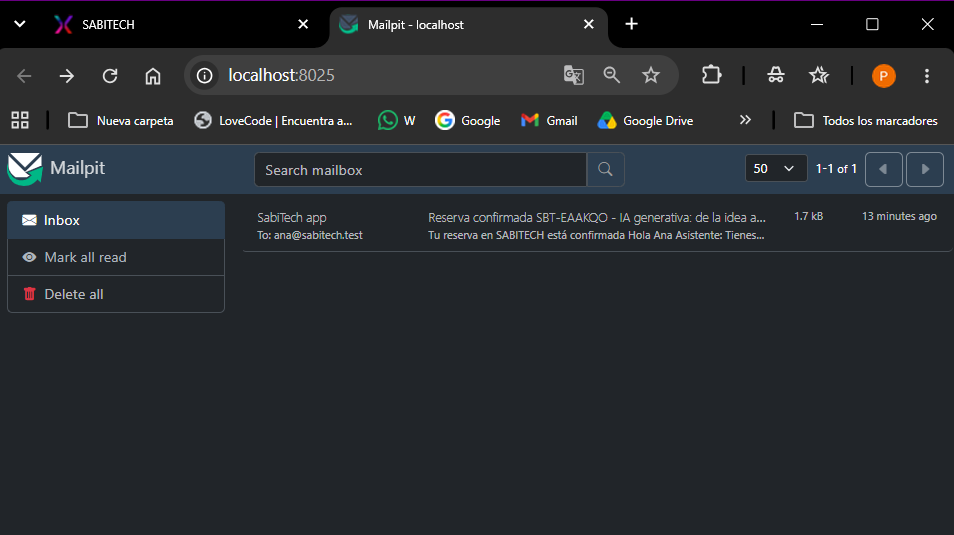 SABITECH
Mailpit - localhost
localhost:8025
P
Nueva carpeta
LoveCode | Encuentra a...
W
Google
Gmail
Google Drive
Todos los marcadores
Mailpit
Search mailbox
50
1-1 of 1
Inbox
Mark all read
Delete all
SabiTech app
Reserva confirmada SBT-EAAKQO - IA generativa: de la idea a...
1.7 kB
13 minutes ago
To: ana@sabitech.test
Tu reserva en SABITECH está confirmada Hola Ana Asistente: Tienes...